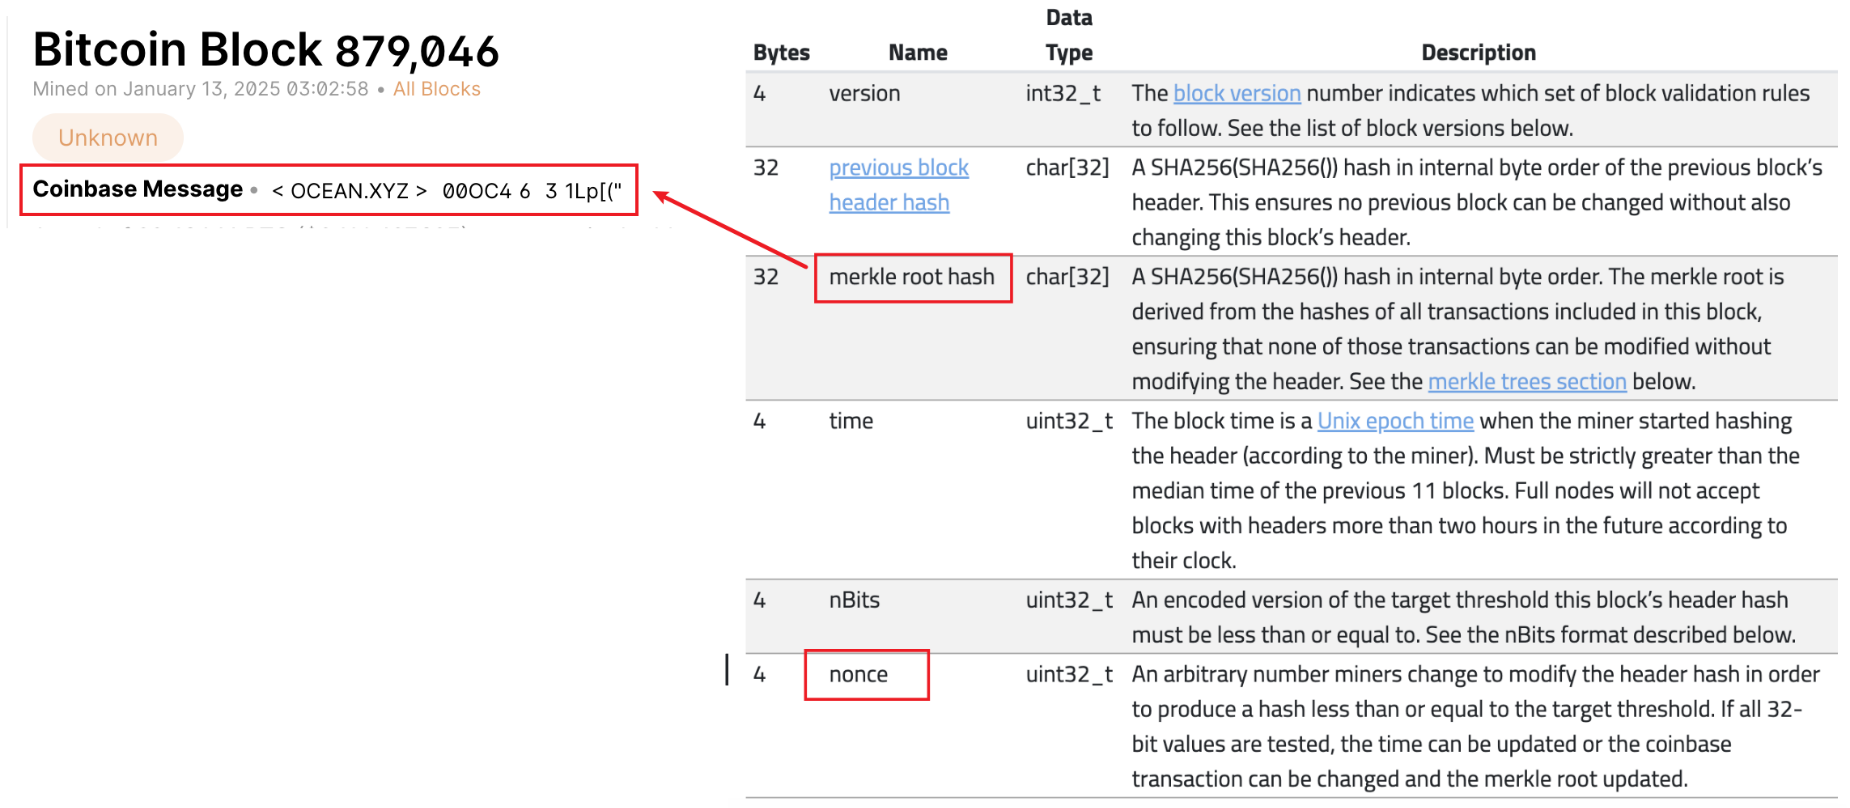 Bitcoin Block 879,046
Mined on January 13, 2025 03:02:58 • All Blocks
Unknown
Coinbase Message • < OCEAN.XYZ > 00OC4 6 3 1Lp[("
Bytes Name Data Type Description
4 version int32_t The block version number indicates which set of block validation rules
to follow. See the list of block versions below.
32 previous block header hash char[32] A SHA256(SHA256()) hash in internal byte order of the previous block’s
header. This ensures no previous block can be changed without also
changing this block’s header.
32 merkle root hash char[32] A SHA256(SHA256()) hash in internal byte order. The merkle root is
derived from the hashes of all transactions included in this block,
ensuring that none of those transactions can be modified without
modifying the header. See the merkle trees section below.
4 time uint32_t The block time is a Unix epoch time when the miner started hashing
the header (according to the miner). Must be strictly greater than the
median time of the previous 11 blocks. Full nodes will not accept
blocks with headers more than two hours in the future according to
their clock.
4 nBits uint32_t An encoded version of the target threshold this block’s header hash
must be less than or equal to. See the nBits format described below.
4 nonce uint32_t An arbitrary number miners change to modify the header hash in order
to produce a hash less than or equal to the target threshold. If all 32-
bit values are tested, the time can be updated or the coinbase
transaction can be changed and the merkle root updated.